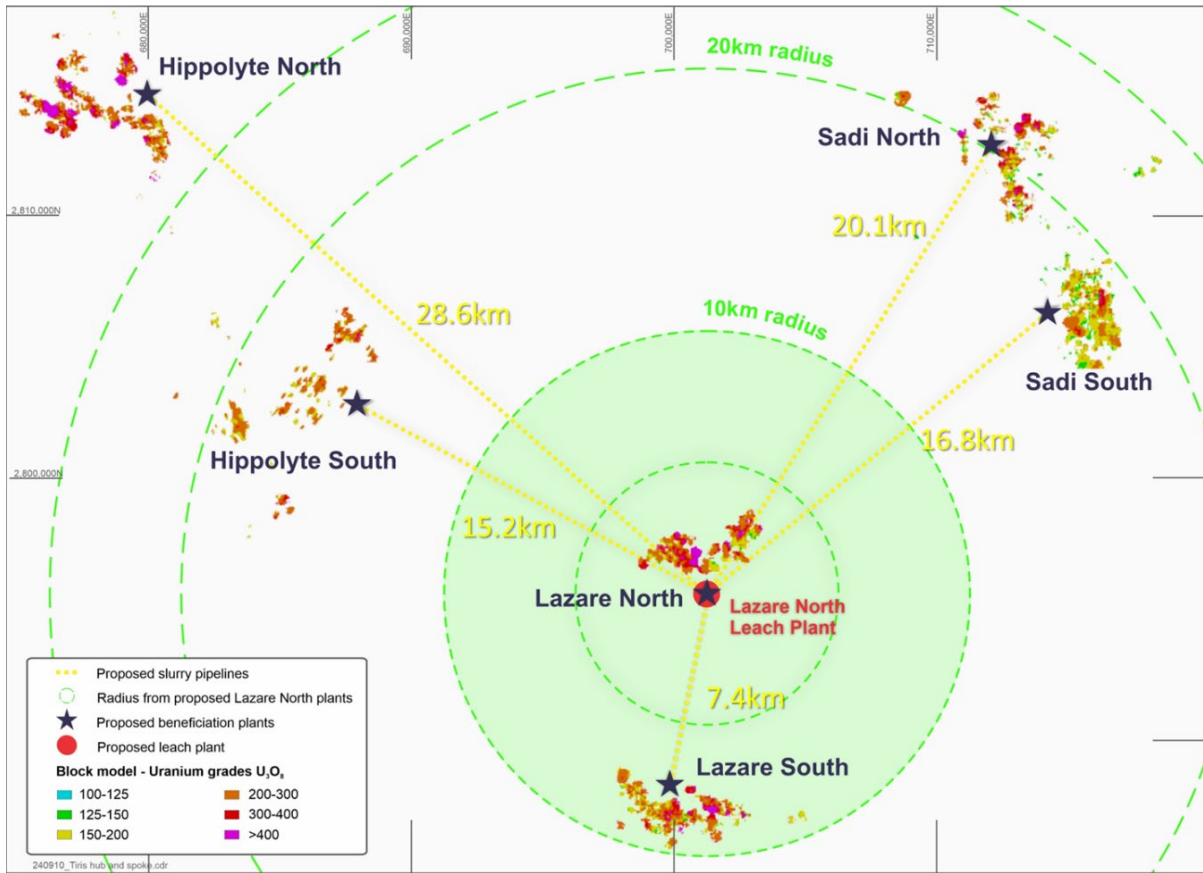 680,000E
690,000E
700,000E
710,000E
20km radius
Hippolyte North
Sadi North
2,810,000N
20.1km
28.6km
10km radius
Sadi South
16.8km
Hippolyte South
2,800,000N
15.2km
Lazare North
Lazare North
Leach Plant
7.4km
Lazare South
Proposed slurry pipelines
Radius from proposed Lazare North plants
Proposed beneficiation plants
Proposed leach plant
Block model - Uranium grades U₃O₈
100-125
200-300
125-150
300-400
150-200
>400
240910_Tiris hub and spoke.cdr